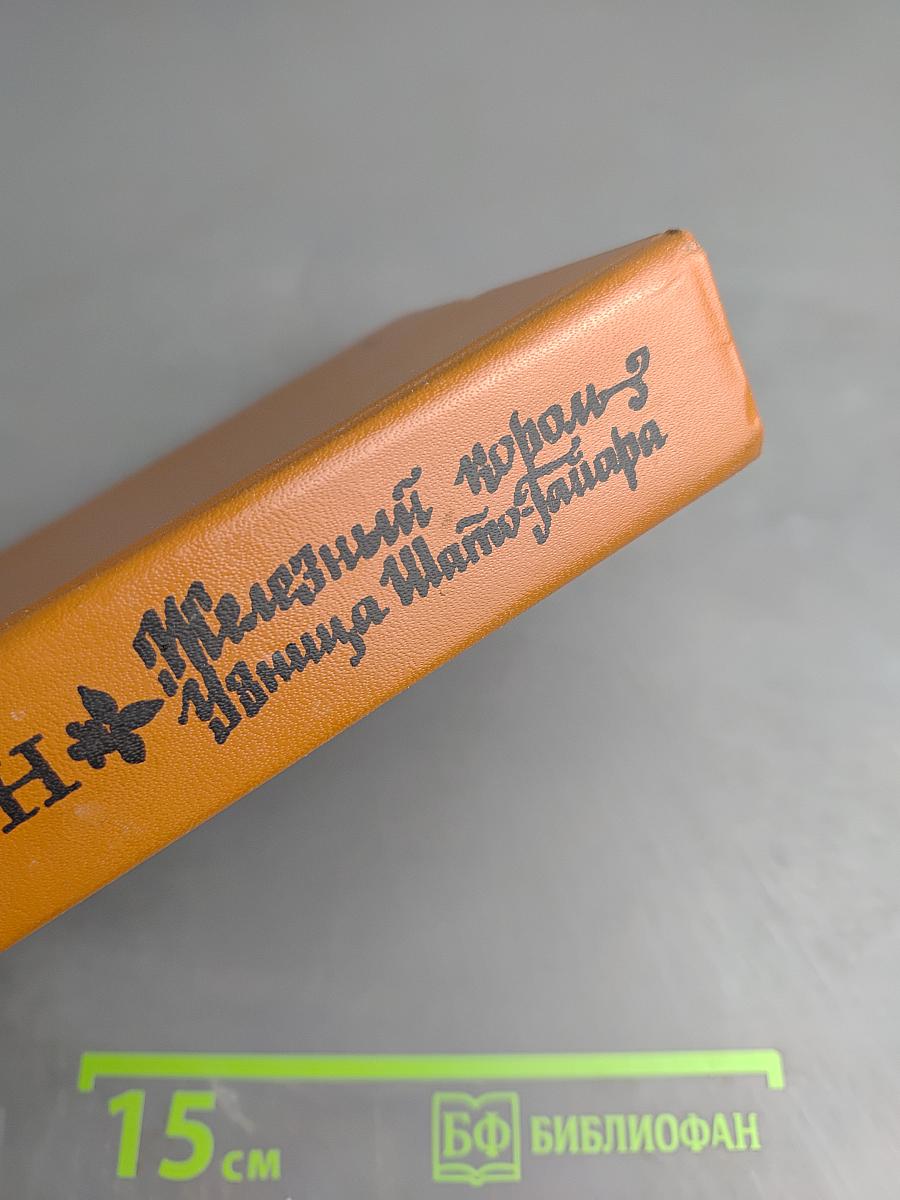 Н
Железный король
Узница Шато-Гайара
15 см
БФ БИБЛИОФАН